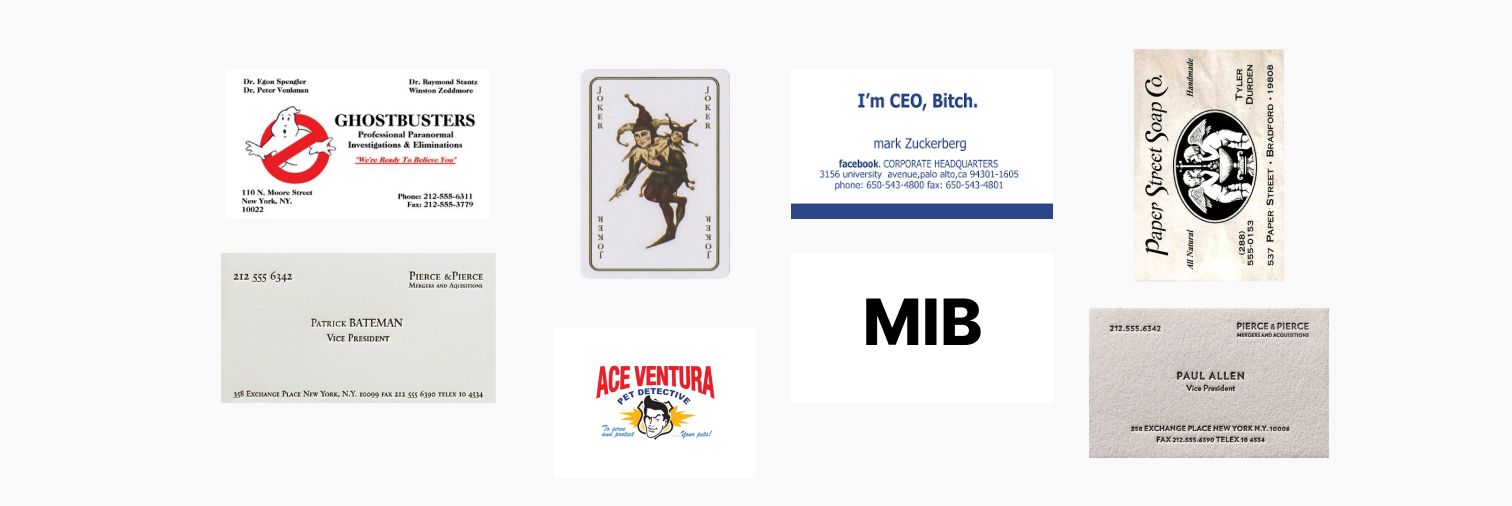 Dr. Egon Spengler
Dr. Peter Venkman
Dr. Raymond Stantz
Winston Zeddmore
GHOSTBUSTERS
Professional Paranormal
Investigations & Eliminations
"We're Ready To Believe You"
110 N. Moore Street
New York, NY.
10022
Phone: 212-555-6311
Fax: 212-555-3779
212 555 6342
PIERCE & PIERCE
MERGERS AND AQUISITIONS
PATRICK BATEMAN
VICE PRESIDENT
358 EXCHANGE PLACE NEW YORK, N.Y. 10099 FAX 212 555 6390 TELEX 10 4534
JOKER
JOKER
JOKER
JOKER
ACE VENTURA
PET DETECTIVE
To serve
and protect
...Your pets!
I'm CEO, Bitch.
mark Zuckerberg
facebook. CORPORATE HEADQUARTERS
3156 university avenue,palo alto,ca 94301-1605
phone: 650-543-4800 fax: 650-543-4801
MIB
Paper Street Soap Co.
All Natural
Handmade
(288)
555-0153
TYLER
DURDEN
537 PAPER STREET • BRADFORD • 19808
212.555.6342
PIERCE & PIERCE
MERGERS AND ACQUISITIONS
PAUL ALLEN
Vice President
358 EXCHANGE PLACE NEW YORK N.Y. 10006
FAX 212.555.6390 TELEX 10 4534